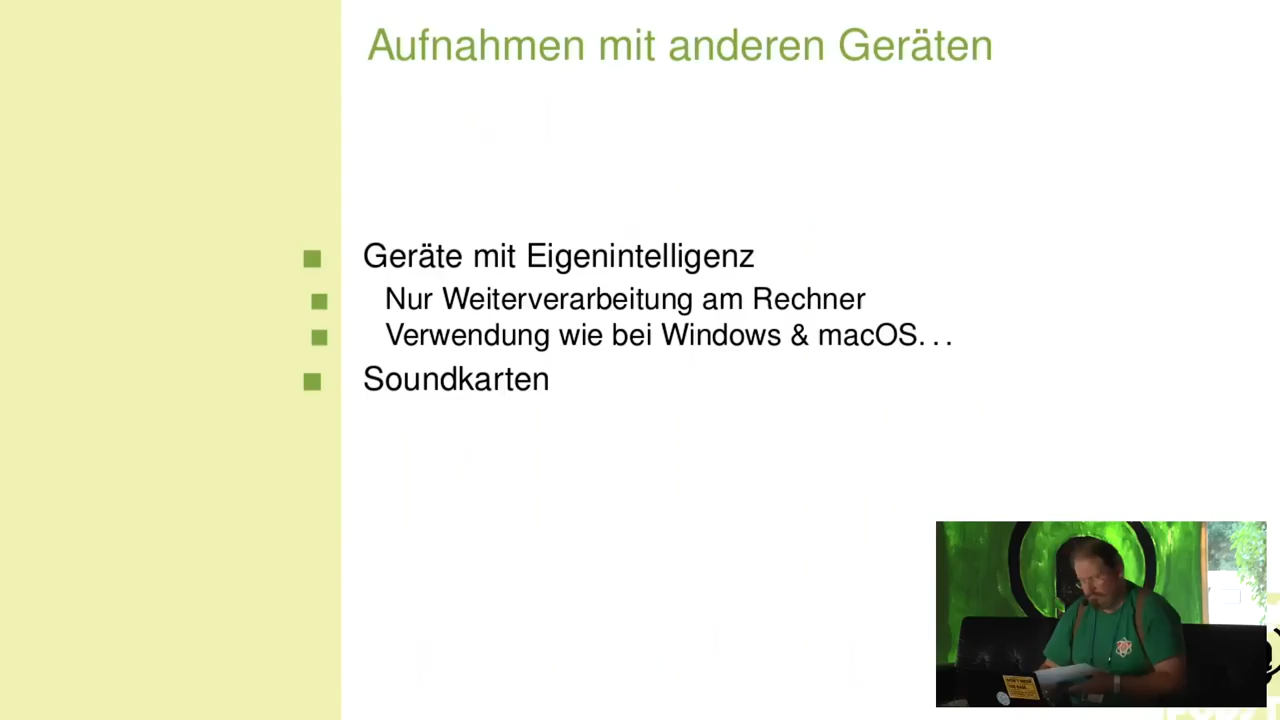 Aufnahmen mit anderen Geräten
Geräte mit Eigenintelligenz
Nur Weiterverarbeitung am Rechner
Verwendung wie bei Windows & macOS...
Soundkarten